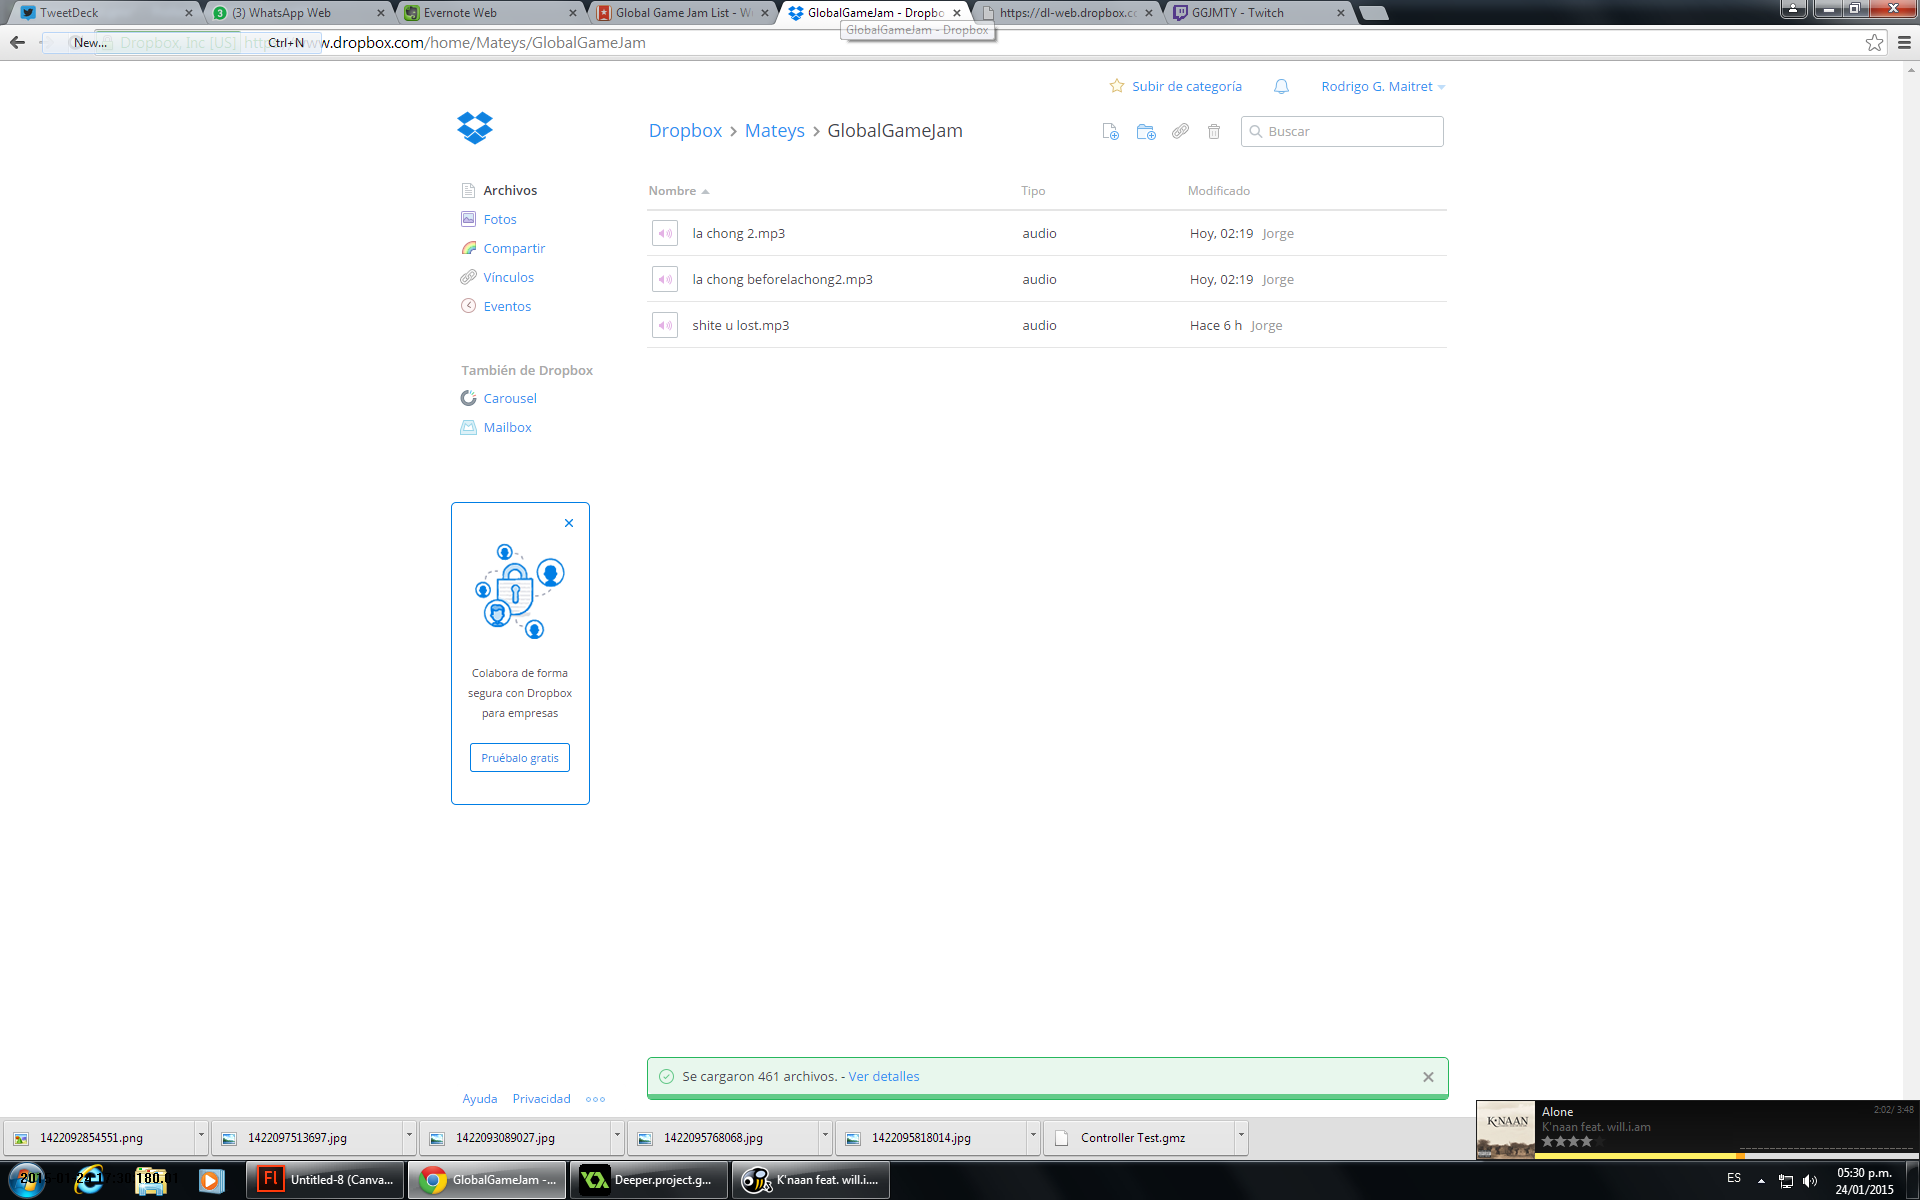 TweetDeck
(3) WhatsApp Web
Evernote Web
Global Game Jam List - W
GlobalGameJam - Dropbo
https://dl-web.dropbox.c
GGJMTY - Twitch
New... Ctrl+N
Dropbox, Inc [US] www.dropbox.com/home/Mateys/GlobalGameJam
GlobalGameJam - Dropbox
Subir de categoría
Rodrigo G. Maitret
Dropbox › Mateys › GlobalGameJam
Buscar
Archivos
Fotos
Compartir
Vínculos
Eventos
También de Dropbox
Carousel
Mailbox
Nombre Tipo Modificado
la chong 2.mp3 audio Hoy, 02:19 Jorge
la chong beforelachong2.mp3 audio Hoy, 02:19 Jorge
shite u lost.mp3 audio Hace 6 h Jorge
Colabora de forma
segura con Dropbox
para empresas
Pruébalo gratis
Se cargaron 461 archivos. - Ver detalles
Ayuda Privacidad
1422092854551.png
1422097513697.jpg
1422093089027.jpg
1422095768068.jpg
1422095818014.jpg
Controller Test.gmz
K'NAAN
Alone
2:02/ 3:48
K'naan feat. will.i.am
Fl Untitled-8 (Canva...
GlobalGameJam -...
Deeper.project.g...
K'naan feat. will.i....
ES
05:30 p.m.
24/01/2015